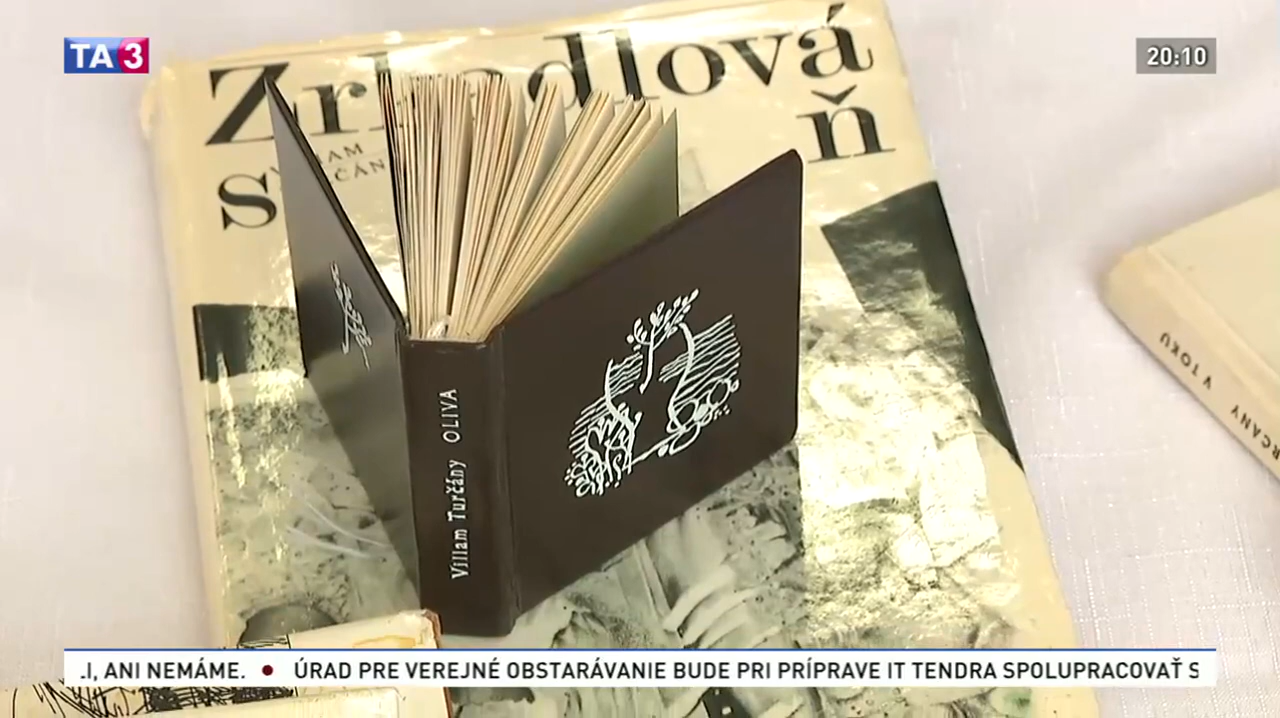 TA3
20:10
Zrkadlová
sň
Viliam Turčány OLIVA
V TOKU
.I, ANI NEMÁME. • ÚRAD PRE VEREJNÉ OBSTARÁVANIE BUDE PRI PRÍPRAVE IT TENDRA SPOLUPRACOVAŤ S